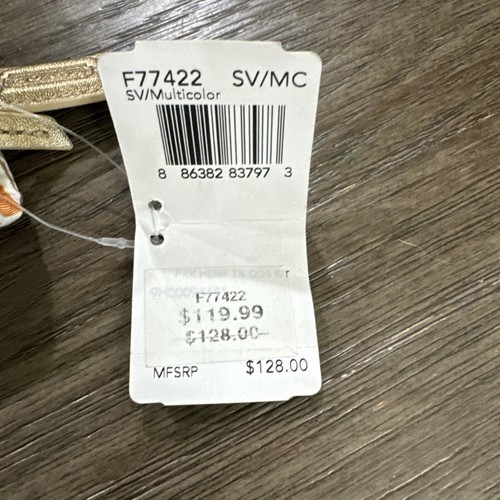 F77422 SV/MC
SV/Multicolor
8 86382 83797 3
F77422
$119.99
$128.00
MFSRP $128.00